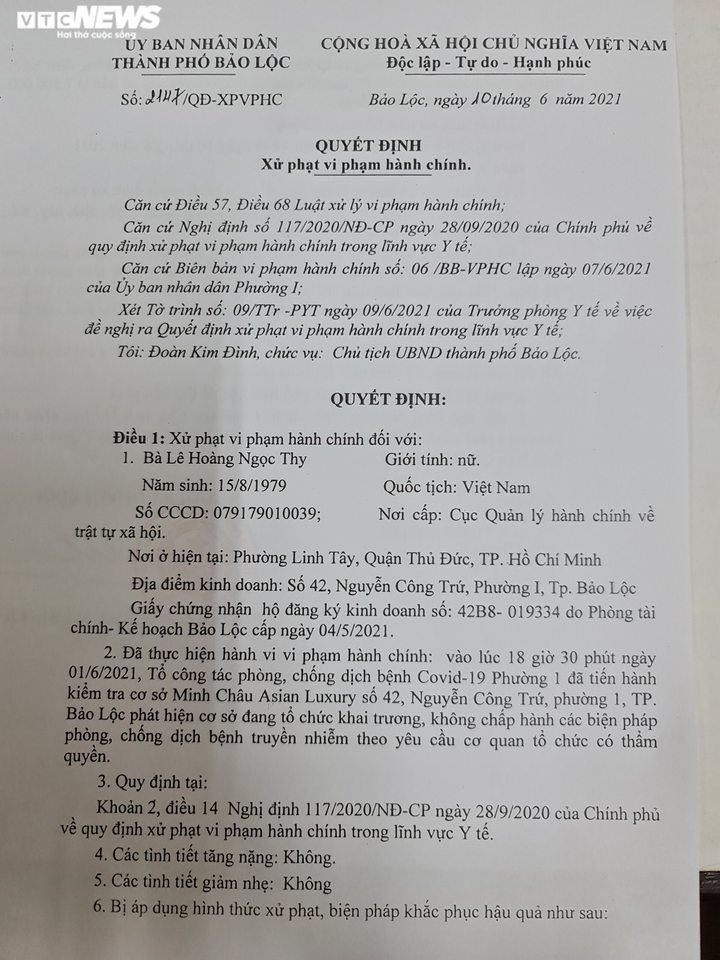 VTC NEWS
Hơi thở cuộc sống
ỦY BAN NHÂN DÂN
THÀNH PHỐ BẢO LỘC
CỘNG HOÀ XÃ HỘI CHỦ NGHĨA VIỆT NAM
Độc lập - Tự do - Hạnh phúc
Số: 2147/QĐ-XPVPHC
Bảo Lộc, ngày 10 tháng 6 năm 2021
QUYẾT ĐỊNH
Xử phạt vi phạm hành chính.
Căn cứ Điều 57, Điều 68 Luật xử lý vi phạm hành chính;
Căn cứ Nghị định số 117/2020/NĐ-CP ngày 28/09/2020 của Chính phủ về
quy định xử phạt vi phạm hành chính trong lĩnh vực Y tế;
Căn cứ Biên bản vi phạm hành chính số: 06 /BB-VPHC lập ngày 07/6/2021
của Ủy ban nhân dân Phường I;
Xét Tờ trình số: 09/TTr -PYT ngày 09/6/2021 của Trưởng phòng Y tế về việc
đề nghị ra Quyết định xử phạt vi phạm hành chính trong lĩnh vực Y tế;
Tôi: Đoàn Kim Đình, chức vụ: Chủ tịch UBND thành phố Bảo Lộc.
QUYẾT ĐỊNH:
Điều 1: Xử phạt vi phạm hành chính đối với:
1. Bà Lê Hoàng Ngọc Thy Giới tính: nữ.
Năm sinh: 15/8/1979 Quốc tịch: Việt Nam
Số CCCD: 079179010039; Nơi cấp: Cục Quản lý hành chính về
trật tự xã hội.
Nơi ở hiện tại: Phường Linh Tây, Quận Thủ Đức, TP. Hồ Chí Minh
Địa điểm kinh doanh: Số 42, Nguyễn Công Trứ, Phường I, Tp. Bảo Lộc
Giấy chứng nhận hộ đăng ký kinh doanh số: 42B8- 019334 do Phòng tài
chính- Kế hoạch Bảo Lộc cấp ngày 04/5/2021.
2. Đã thực hiện hành vi vi phạm hành chính: vào lúc 18 giờ 30 phút ngày
01/6/2021, Tổ công tác phòng, chống dịch bệnh Covid-19 Phường 1 đã tiến hành
kiểm tra cơ sở Minh Châu Asian Luxury số 42, Nguyễn Công Trứ, phường 1, TP.
Bảo Lộc phát hiện cơ sở đang tổ chức khai trương, không chấp hành các biện pháp
phòng, chống dịch bệnh truyền nhiễm theo yêu cầu cơ quan tổ chức có thẩm
quyền.
3. Quy định tại:
Khoản 2, điều 14 Nghị định 117/2020/NĐ-CP ngày 28/9/2020 của Chính phủ
về quy định xử phạt vi phạm hành chính trong lĩnh vực Y tế.
4. Các tình tiết tăng nặng: Không.
5. Các tình tiết giảm nhẹ: Không
6. Bị áp dụng hình thức xử phạt, biện pháp khắc phục hậu quả như sau: